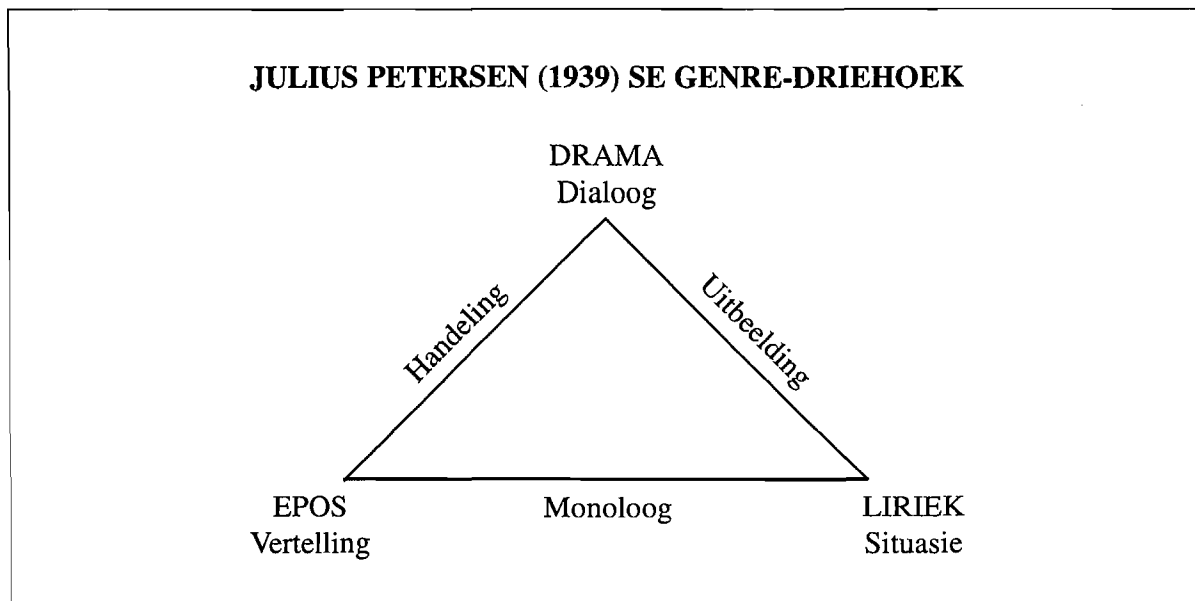 JULIUS PETERSEN (1939) SE GENRE-DRIEHOEK
DRAMA
Dialoog
Handeling
Uitbeelding
EPOS
Vertelling
Monoloog
LIRIEK
Situasie